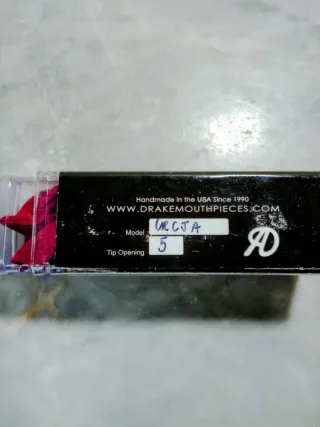 Handmade in the USA Since 1990
WWW.DRAKEMOUTHPIECES.COM
Model
Tip Opening 5